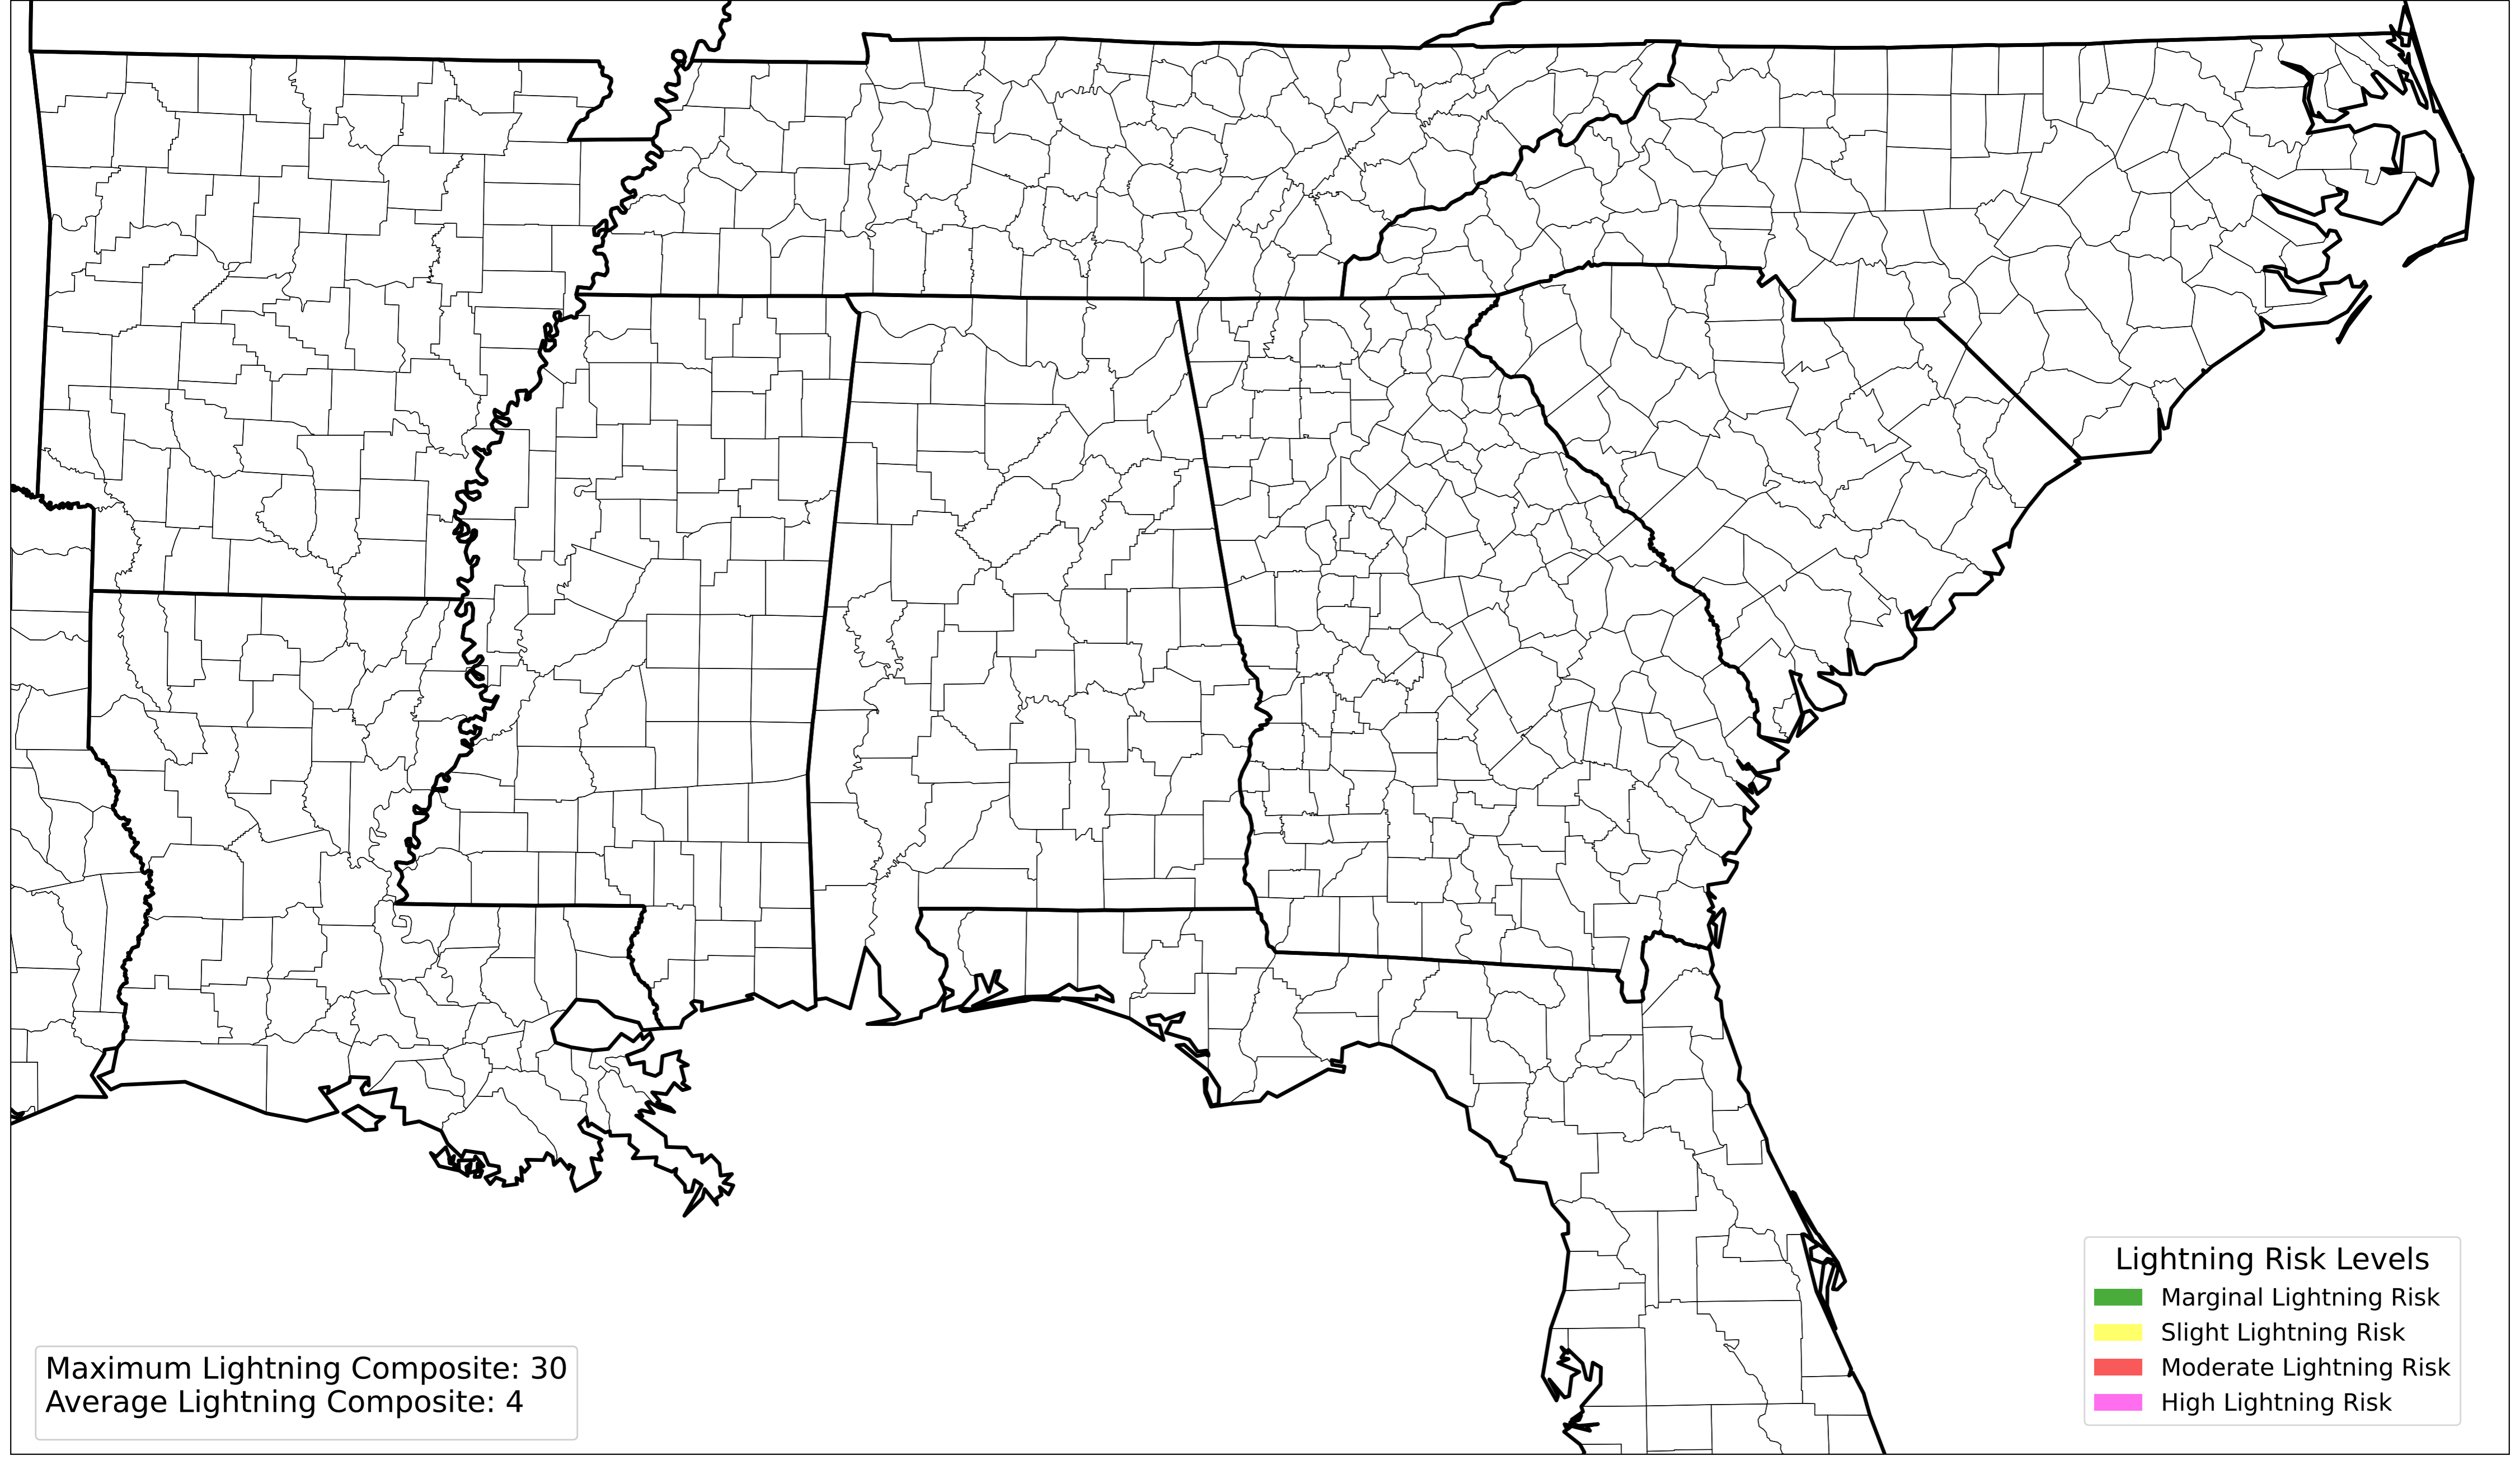 Lightning Risk Levels
Marginal Lightning Risk
Slight Lightning Risk
Moderate Lightning Risk
High Lightning Risk
Maximum Lightning Composite: 30
Average Lightning Composite: 4